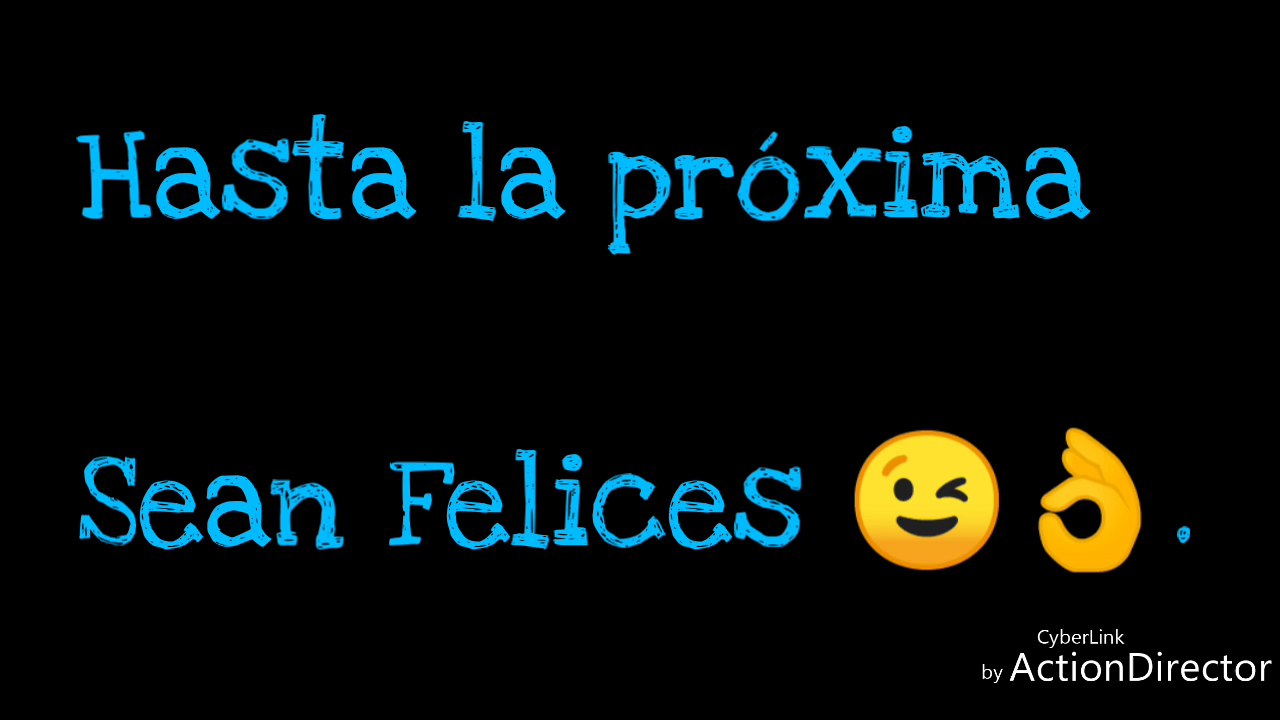 Hasta la próxima
Sean Felices 😉👌.
CyberLink
by ActionDirector